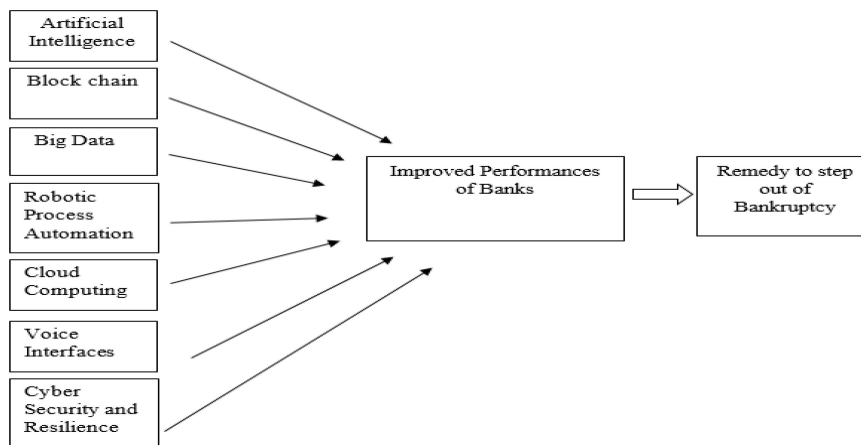 Artificial
Intelligence
Block chain
Big Data
Robotic
Process
Automation
Cloud
Computing
Voice
Interfaces
Cyber
Security and
Resilience
Improved Performances
of Banks
Remedy to step
out of
Bankruptcy